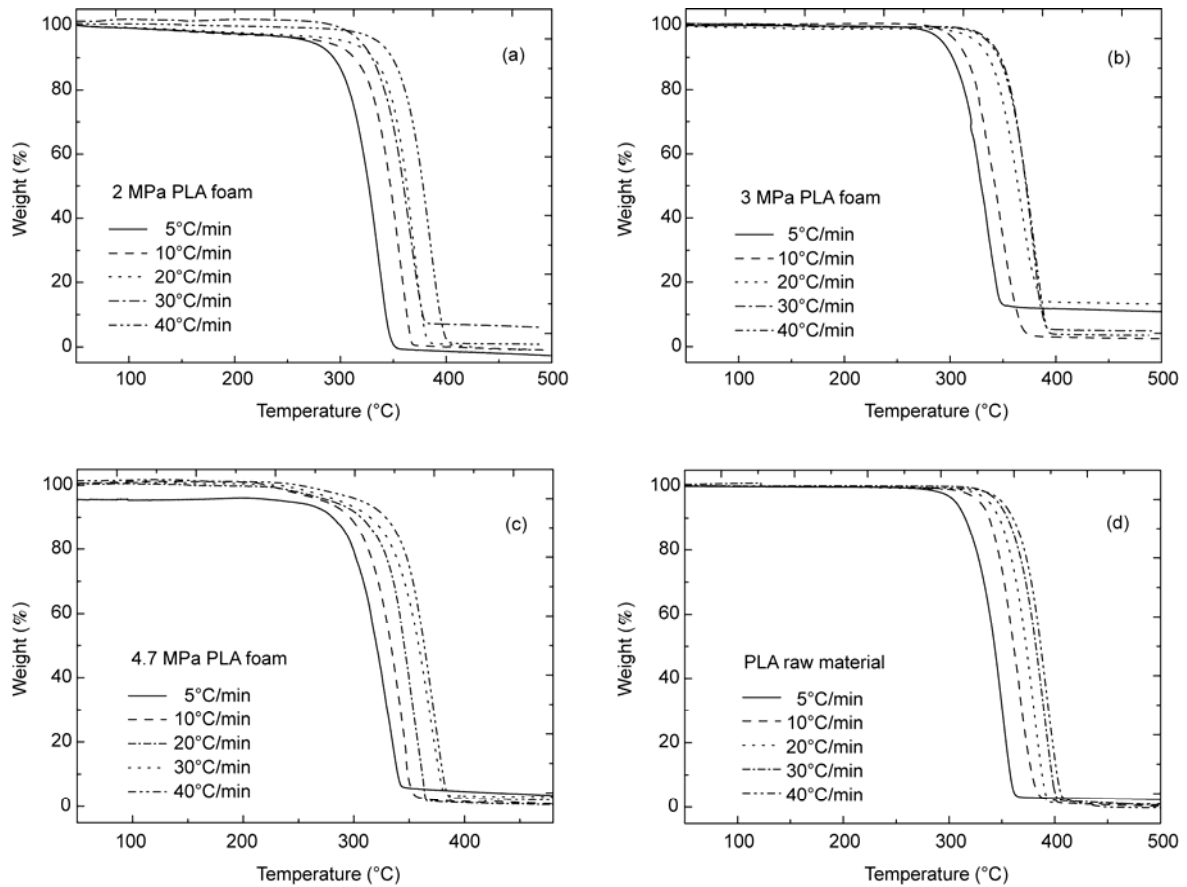 (a)
2 MPa PLA foam
5°C/min
10°C/min
20°C/min
30°C/min
40°C/min
Weight (%)
100
80
60
40
20
0
100
200
300
400
500
Temperature (°C)
(b)
3 MPa PLA foam
5°C/min
10°C/min
20°C/min
30°C/min
40°C/min
Weight (%)
100
80
60
40
20
0
100
200
300
400
500
Temperature (°C)
(c)
4.7 MPa PLA foam
5°C/min
10°C/min
20°C/min
30°C/min
40°C/min
Weight (%)
100
80
60
40
20
0
100
200
300
400
Temperature (°C)
(d)
PLA raw material
5°C/min
10°C/min
20°C/min
30°C/min
40°C/min
Weight (%)
100
80
60
40
20
0
100
200
300
400
500
Temperature (°C)